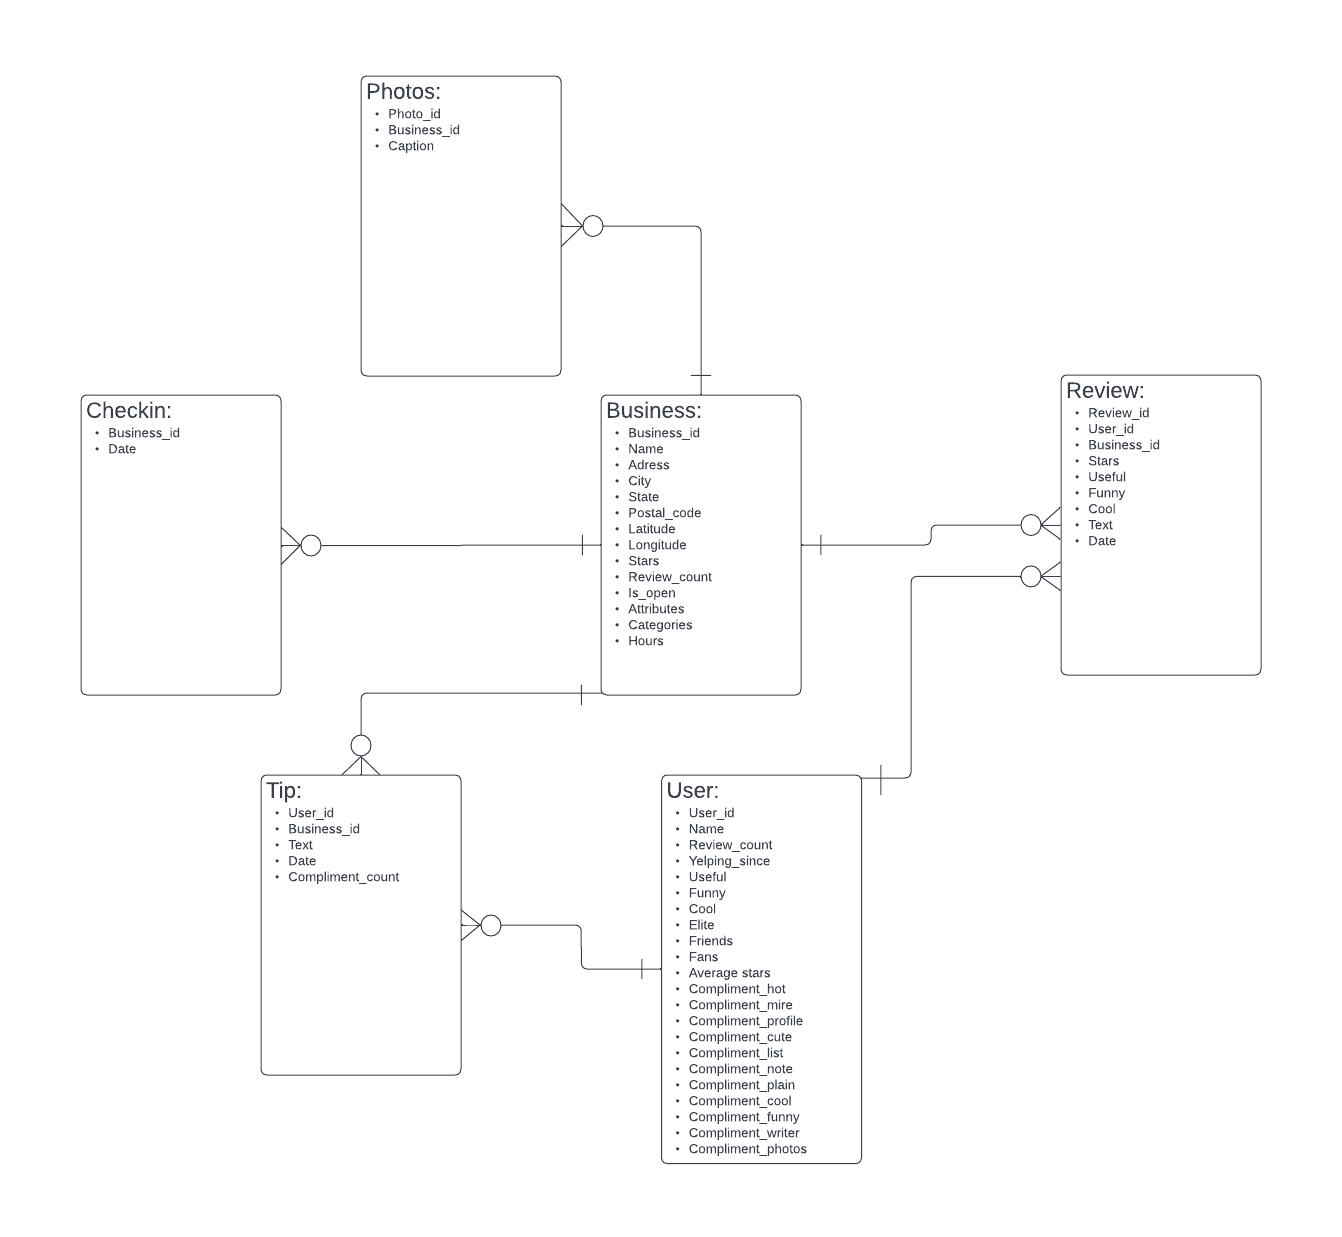 Photos:
Photo_id
Business_id
Caption
Checkin:
Business_id
Date
Business:
Business_id
Name
Adress
City
State
Postal_code
Latitude
Longitude
Stars
Review_count
Is_open
Attributes
Categories
Hours
Review:
Review_id
User_id
Business_id
Stars
Useful
Funny
Cool
Text
Date
Tip:
User_id
Business_id
Text
Date
Compliment_count
User:
User_id
Name
Review_count
Yelping_since
Useful
Funny
Cool
Elite
Friends
Fans
Average stars
Compliment_hot
Compliment_mire
Compliment_profile
Compliment_cute
Compliment_list
Compliment_note
Compliment_plain
Compliment_cool
Compliment_funny
Compliment_writer
Compliment_photos